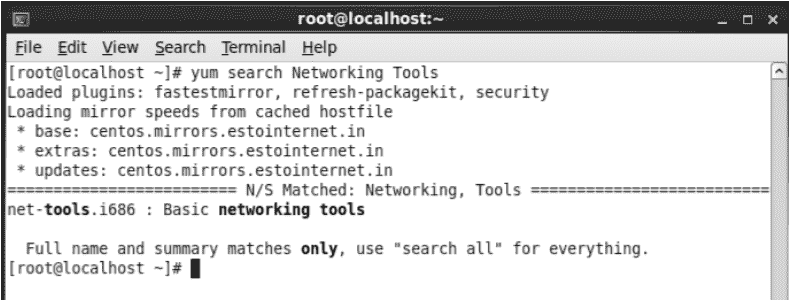 root@localhost:~
File Edit View Search Terminal Help
[root@localhost ~]# yum search Networking Tools
Loaded plugins: fastestmirror, refresh-packagekit, security
Loading mirror speeds from cached hostfile
 * base: centos.mirrors.estointernet.in
 * extras: centos.mirrors.estointernet.in
 * updates: centos.mirrors.estointernet.in
========================= N/S Matched: Networking, Tools ==========================
net-tools.i686 : Basic networking tools
  Full name and summary matches only, use "search all" for everything.
[root@localhost ~]#